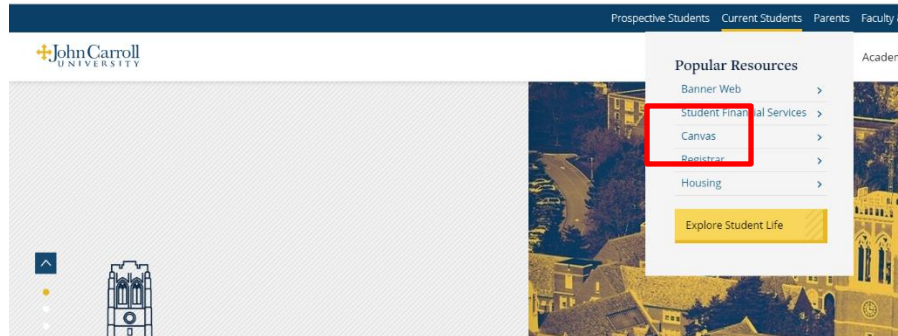 Prospective Students Current Students Parents Faculty
John Carroll
UNIVERSITY
Popular Resources
Banner Web
Student Financial Services
Canvas
Registrar
Housing
Explore Student Life